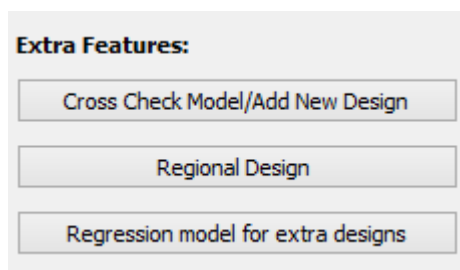 Extra Features:
Cross Check Model/Add New Design
Regional Design
Regression model for extra designs